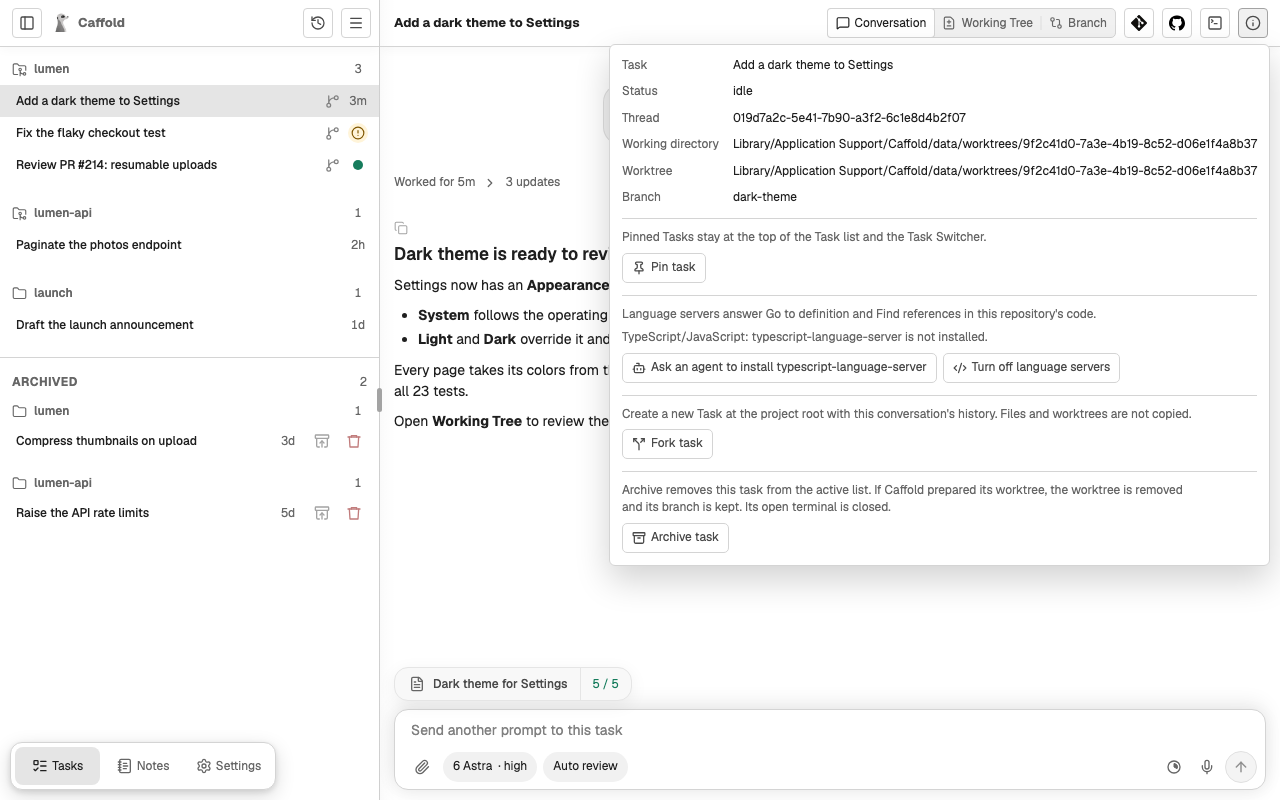 Caffold
lumen 3
Add a dark theme to Settings 3m
Fix the flaky checkout test
Review PR #214: resumable uploads
lumen-api 1
Paginate the photos endpoint 2h
launch 1
Draft the launch announcement 1d
ARCHIVED 2
lumen 1
Compress thumbnails on upload 3d
lumen-api 1
Raise the API rate limits 5d
Tasks Notes Settings
Add a dark theme to Settings
Conversation Working Tree Branch
Worked for 5m 3 updates
Dark theme is ready to
Settings now has an Appearance
System follows the operating
Light and Dark override it and
Every page takes its colors from
all 23 tests.
Open Working Tree to review the
Task Add a dark theme to Settings
Status idle
Thread 019d7a2c-5e41-7b90-a3f2-6c1e8d4b2f07
Working directory Library/Application Support/Caffold/data/worktrees/9f2c41d0-7a3e-4b19-8c52-d06e1f4a8b37
Worktree Library/Application Support/Caffold/data/worktrees/9f2c41d0-7a3e-4b19-8c52-d06e1f4a8b37
Branch dark-theme
Pinned Tasks stay at the top of the Task list and the Task Switcher.
Pin task
Language servers answer Go to definition and Find references in this repository's code.
TypeScript/JavaScript: typescript-language-server is not installed.
Ask an agent to install typescript-language-server Turn off language servers
Create a new Task at the project root with this conversation's history. Files and worktrees are not copied.
Fork task
Archive removes this task from the active list. If Caffold prepared its worktree, the worktree is removed
and its branch is kept. Its open terminal is closed.
Archive task
Dark theme for Settings 5 / 5
Send another prompt to this task
6 Astra · high Auto review